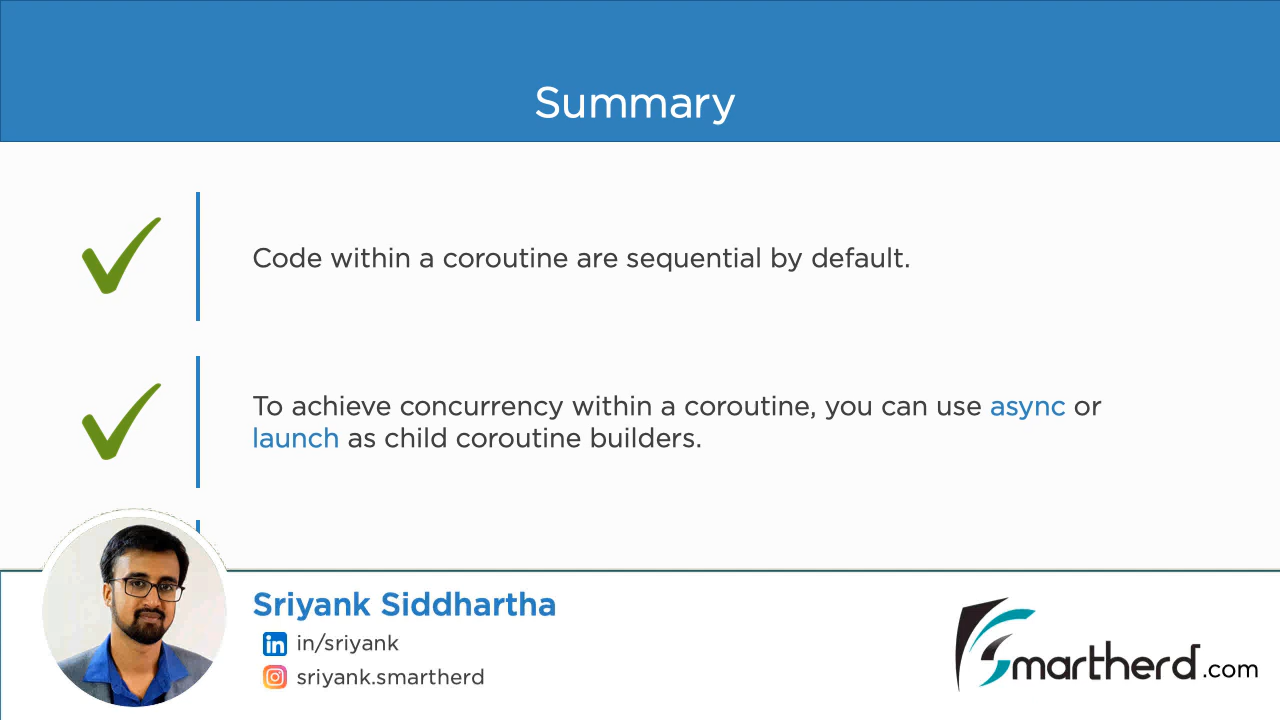 Summary
Code within a coroutine are sequential by default.
To achieve concurrency within a coroutine, you can use async or
launch as child coroutine builders.
Sriyank Siddhartha
in/sriyank
sriyank.smartherd
Smartherd.com